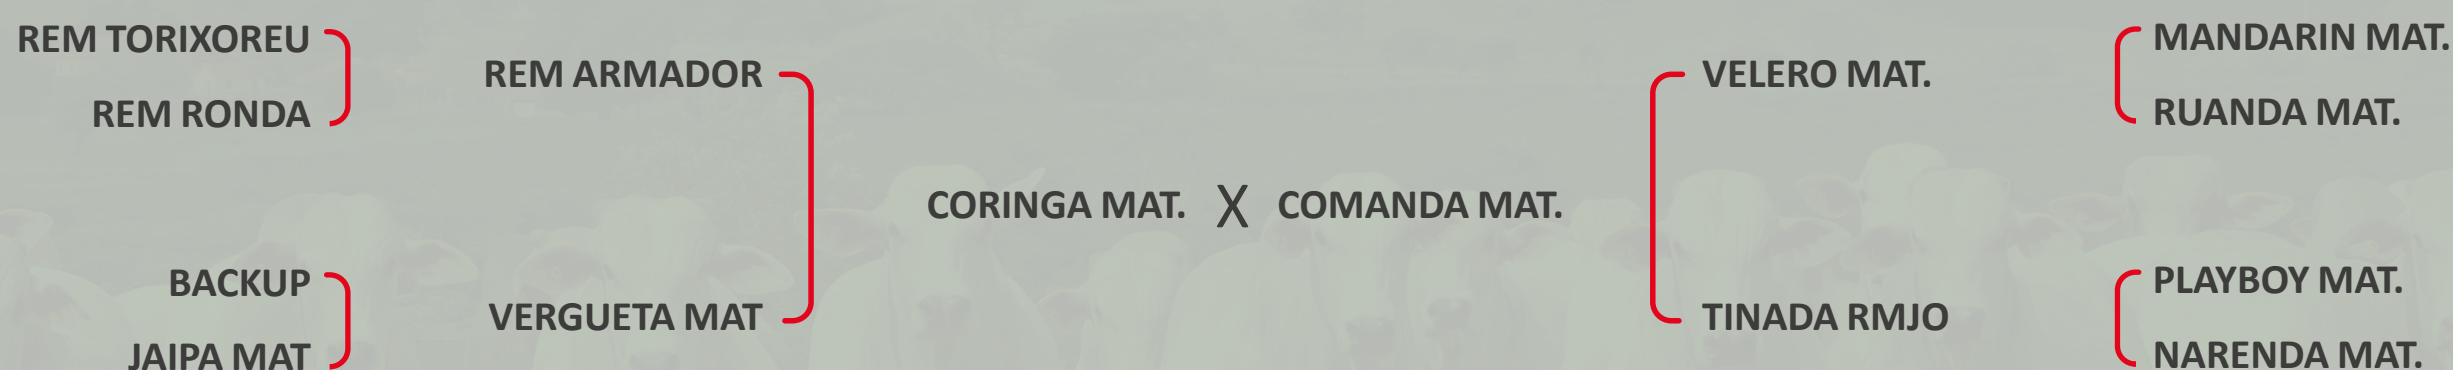 REM TORIXOREU
REM RONDA
REM ARMADOR
BACKUP
JAIPA MAT
VERGUETA MAT
CORINGA MAT. X COMANDA MAT.
VELERO MAT.
MANDARIN MAT.
RUANDA MAT.
TINADA RMJO
PLAYBOY MAT.
NARENDA MAT.